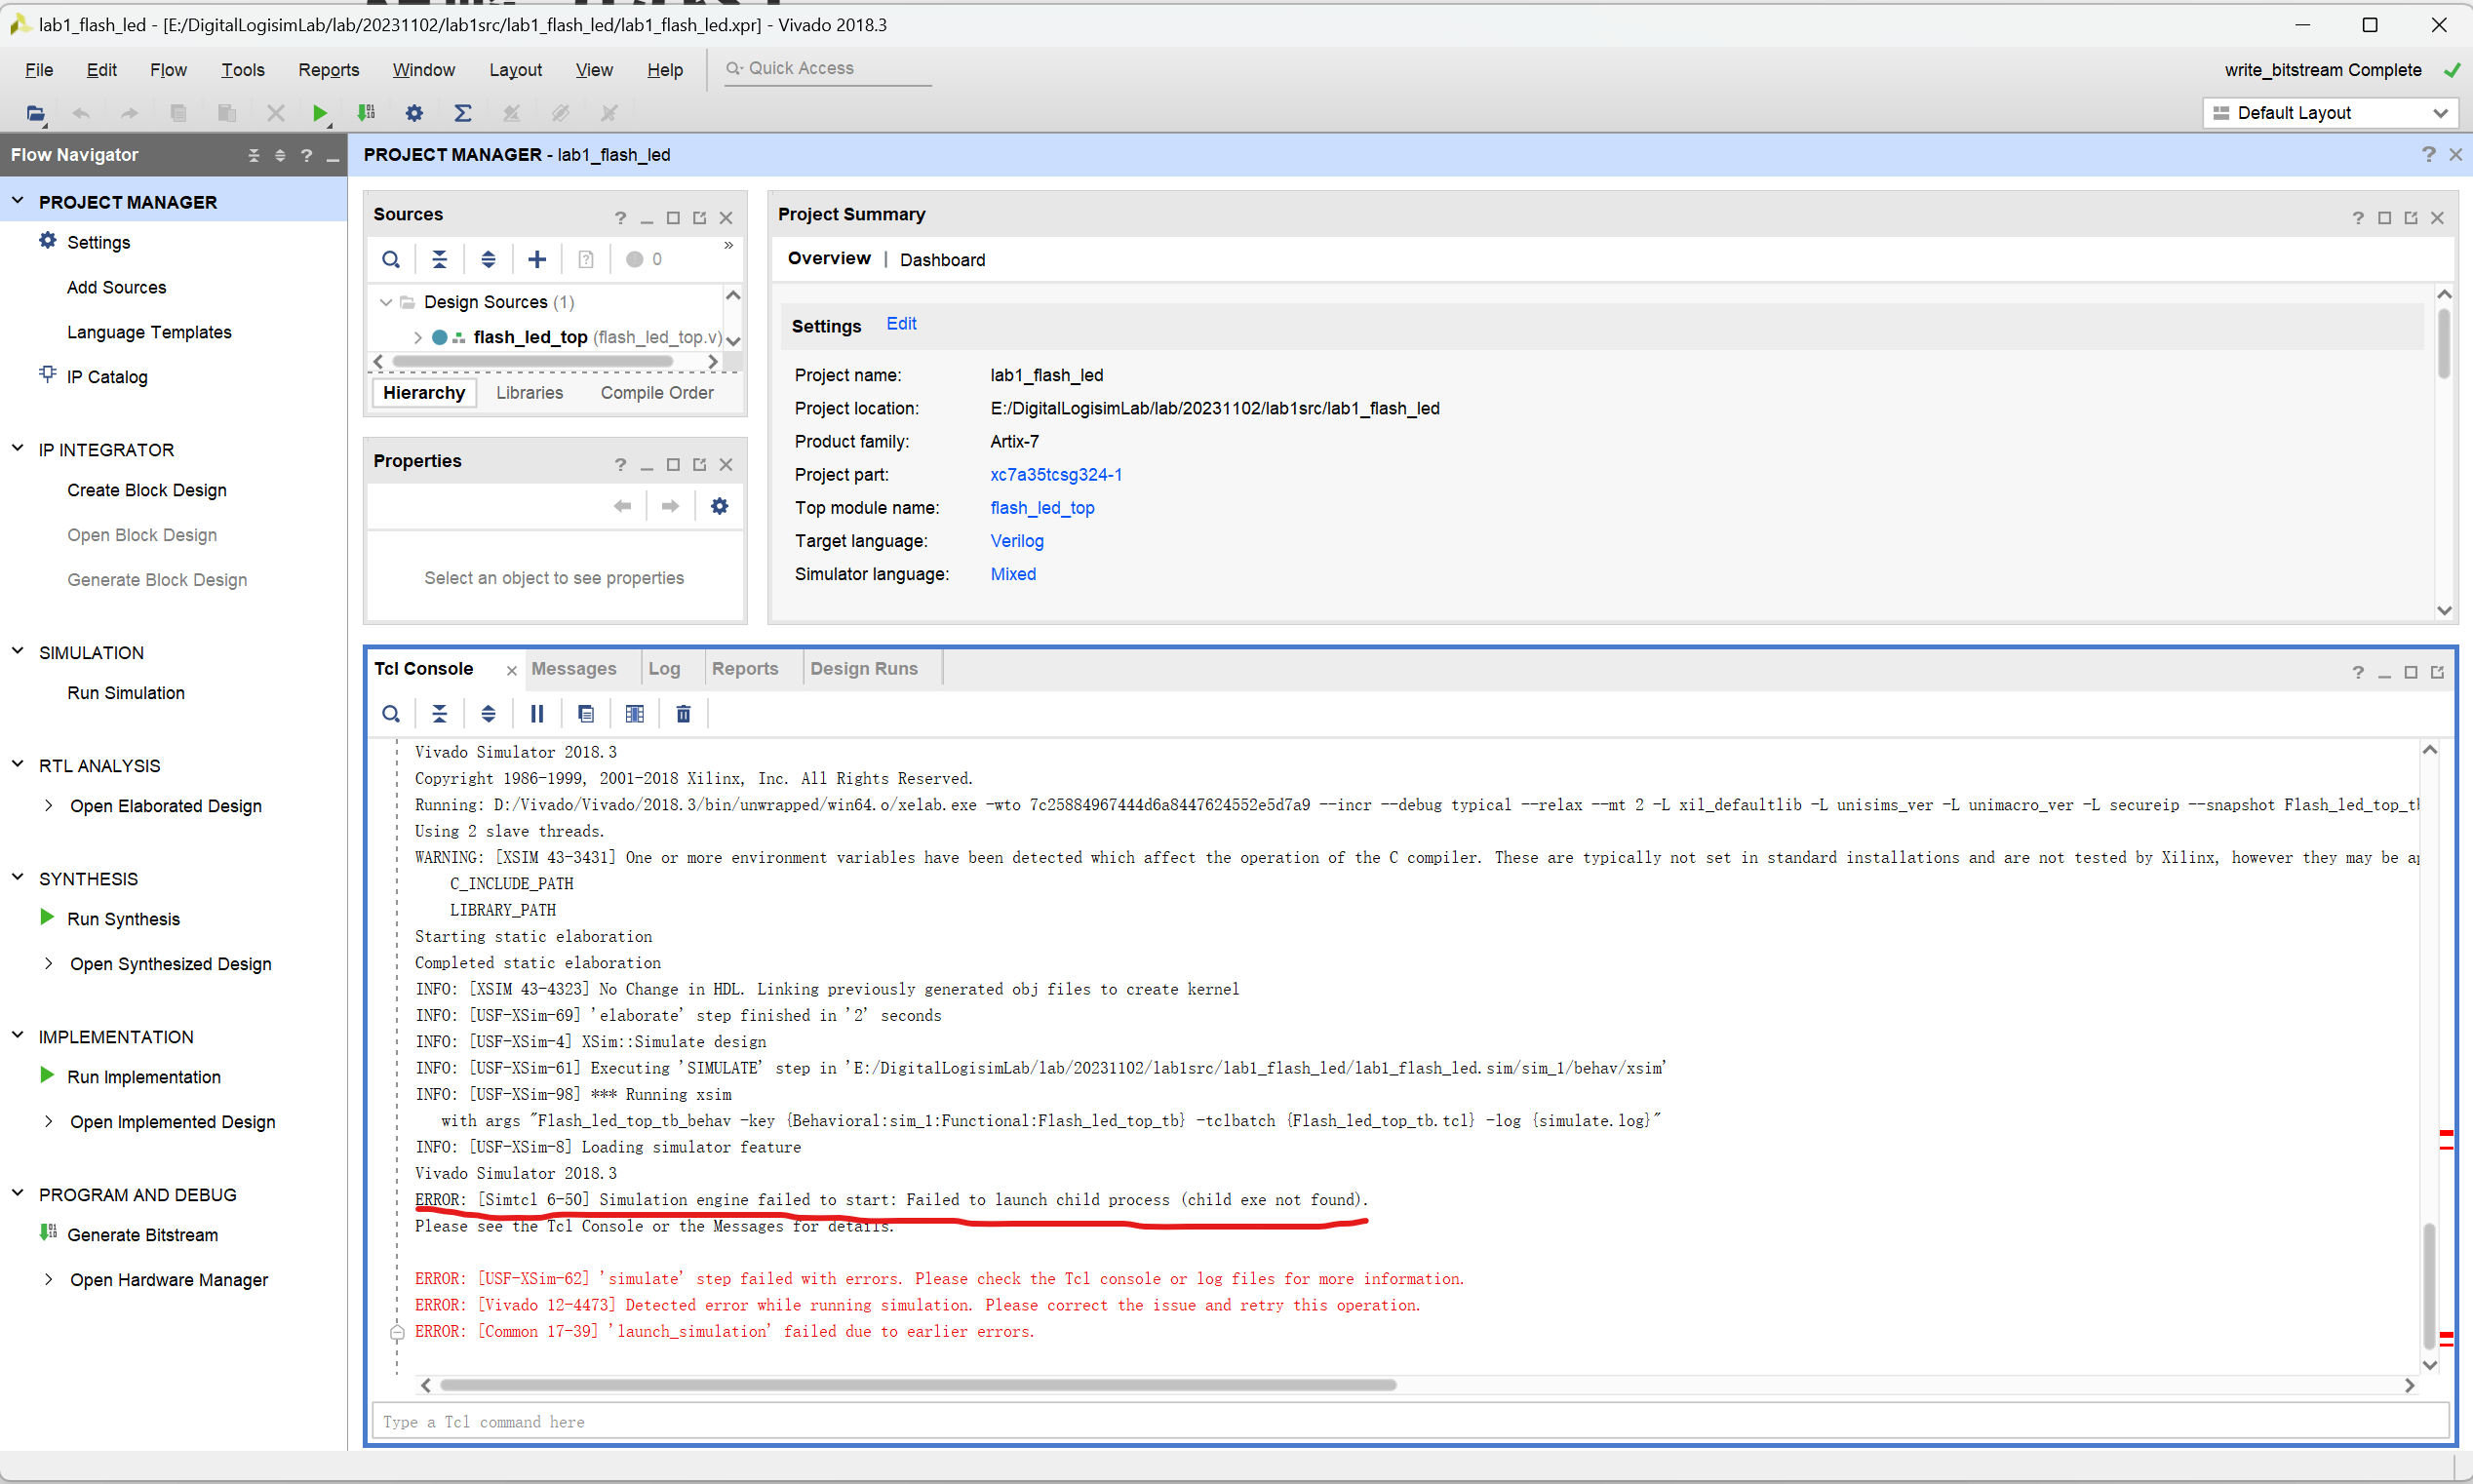 lab1_flash_led - [E:/DigitalLogisimLab/lab/20231102/lab1src/lab1_flash_led/lab1_flash_led.xpr] - Vivado 2018.3
File Edit Flow Tools Reports Window Layout View Help Quick Access
write_bitstream Complete
Default Layout
Flow Navigator
PROJECT MANAGER
Settings
Add Sources
Language Templates
IP Catalog
IP INTEGRATOR
Create Block Design
Open Block Design
Generate Block Design
SIMULATION
Run Simulation
RTL ANALYSIS
Open Elaborated Design
SYNTHESIS
Run Synthesis
Open Synthesized Design
IMPLEMENTATION
Run Implementation
Open Implemented Design
PROGRAM AND DEBUG
Generate Bitstream
Open Hardware Manager
PROJECT MANAGER - lab1_flash_led
Sources
0
Design Sources (1)
flash_led_top (flash_led_top.v)
Hierarchy Libraries Compile Order
Properties
Select an object to see properties
Project Summary
Overview | Dashboard
Settings Edit
Project name: lab1_flash_led
Project location: E:/DigitalLogisimLab/lab/20231102/lab1src/lab1_flash_led
Product family: Artix-7
Project part: xc7a35tcsg324-1
Top module name: flash_led_top
Target language: Verilog
Simulator language: Mixed
Tcl Console Messages Log Reports Design Runs
Vivado Simulator 2018.3
Copyright 1986-1999, 2001-2018 Xilinx, Inc. All Rights Reserved.
Running: D:/Vivado/Vivado/2018.3/bin/unwrapped/win64.o/xelab.exe -wto 7c25884967444d6a8447624552e5d7a9 --incr --debug typical --relax --mt 2 -L xil_defaultlib -L unisims_ver -L unimacro_ver -L secureip --snapshot Flash_led_top_t
Using 2 slave threads.
WARNING: [XSIM 43-3431] One or more environment variables have been detected which affect the operation of the C compiler. These are typically not set in standard installations and are not tested by Xilinx, however they may be
C_INCLUDE_PATH
LIBRARY_PATH
Starting static elaboration
Completed static elaboration
INFO: [XSIM 43-4323] No Change in HDL. Linking previously generated obj files to create kernel
INFO: [USF-XSim-69] 'elaborate' step finished in '2' seconds
INFO: [USF-XSim-4] XSim::Simulate design
INFO: [USF-XSim-61] Executing 'SIMULATE' step in 'E:/DigitalLogisimLab/lab/20231102/lab1src/lab1_flash_led/lab1_flash_led.sim/sim_1/behav/xsim'
INFO: [USF-XSim-98] *** Running xsim
with args "Flash_led_top_tb_behav -key {Behavioral:sim_1:Functional:Flash_led_top_tb} -tclbatch {Flash_led_top_tb.tcl} -log {simulate.log}"
INFO: [USF-XSim-8] Loading simulator feature
Vivado Simulator 2018.3
ERROR: [Simtcl 6-50] Simulation engine failed to start: Failed to launch child process (child exe not found).
Please see the Tcl Console or the Messages for details.
ERROR: [USF-XSim-62] 'simulate' step failed with errors. Please check the Tcl console or log files for more information.
ERROR: [Vivado 12-4473] Detected error while running simulation. Please correct the issue and retry this operation.
ERROR: [Common 17-39] 'launch_simulation' failed due to earlier errors.
Type a Tcl command here